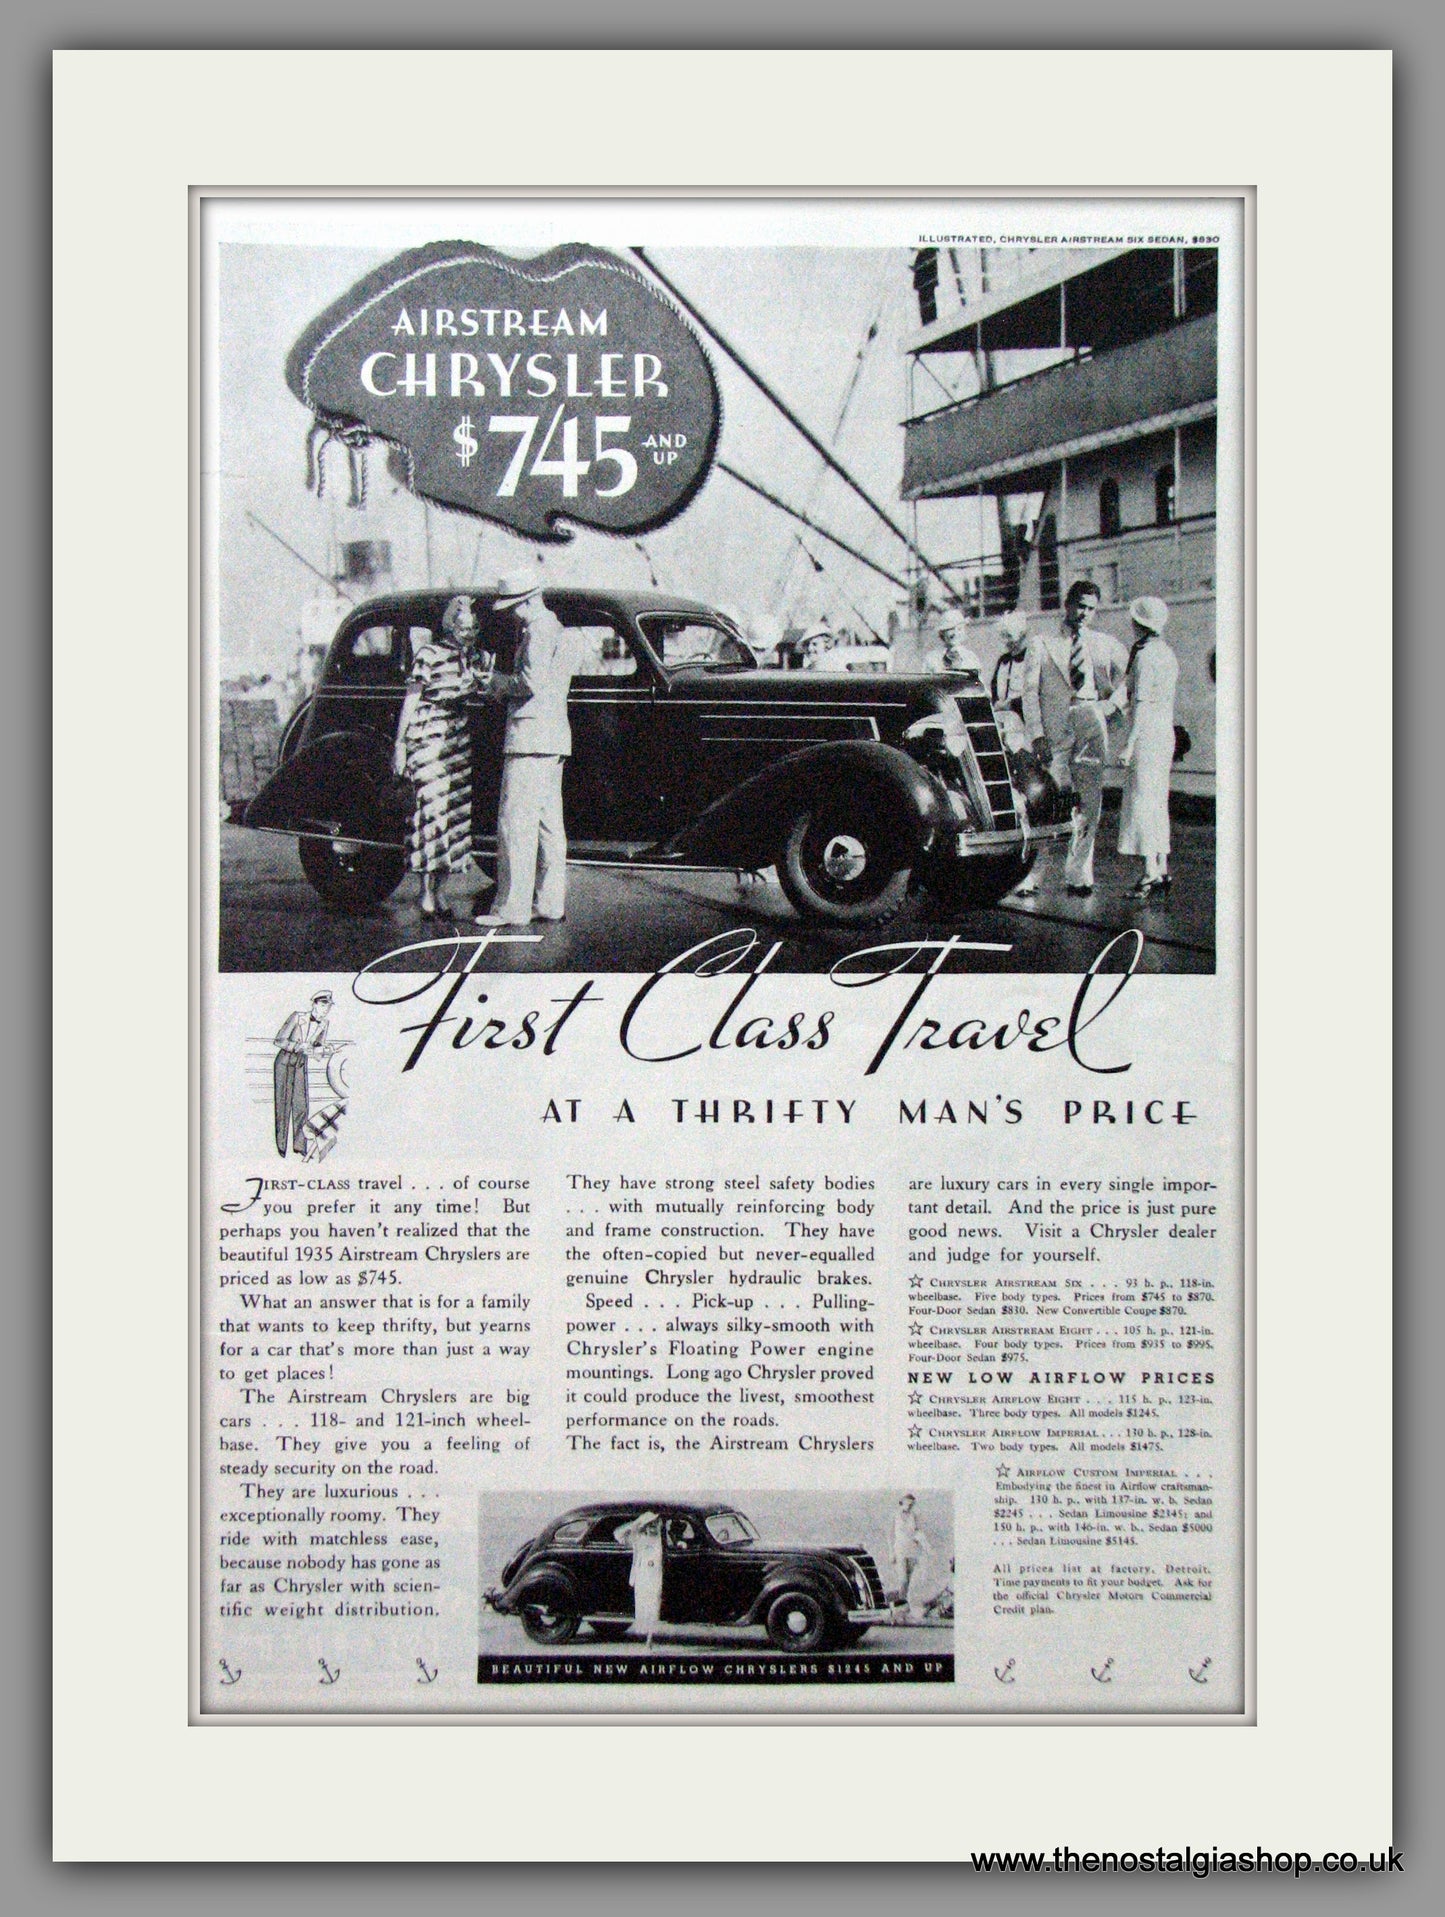 ILLUSTRATED, CHRYSLER AIRSTREAM SIX SEDAN, $830
AIRSTREAM
CHRYSLER
$745 AND UP
First Class Travel
AT A THRIFTY MAN'S PRICE
FIRST-CLASS travel . . . of course
you prefer it any time! But
perhaps you haven't realized that the
beautiful 1935 Airstream Chryslers are
priced as low as $745.
What an answer that is for a family
that wants to keep thrifty, but yearns
for a car that's more than just a way
to get places!
The Airstream Chryslers are big
cars . . . 118- and 121-inch wheel-
base. They give you a feeling of
steady security on the road.
They are luxurious . . .
exceptionally roomy. They
ride with matchless ease,
because nobody has gone as
far as Chrysler with scien-
tific weight distribution.
They have strong steel safety bodies
. . . with mutually reinforcing body
and frame construction. They have
the often-copied but never-equalled
genuine Chrysler hydraulic brakes.
Speed . . . Pick-up . . . Pulling-
power . . . always silky-smooth with
Chrysler's Floating Power engine
mountings. Long ago Chrysler proved
it could produce the livest, smoothest
performance on the roads.
The fact is, the Airstream Chryslers
are luxury cars in every single impor-
tant detail. And the price is just pure
good news. Visit a Chrysler dealer
and judge for yourself.
☆ CHRYSLER AIRSTREAM SIX . . . 93 h. p., 118-in.
wheelbase. Five body types. Prices from $745 to $870.
Four-Door Sedan $830. New Convertible Coupe $870.
☆ CHRYSLER AIRSTREAM EIGHT . . . 105 h. p., 121-in.
wheelbase. Four body types. Prices from $935 to $995.
Four-Door Sedan $975.
NEW LOW AIRFLOW PRICES
☆ CHRYSLER AIRFLOW EIGHT . . . 115 h. p., 123-in.
wheelbase. Three body types. All models $1245.
☆ CHRYSLER AIRFLOW IMPERIAL . . . 130 h. p., 128-in.
wheelbase. Two body types. All models $1475.
☆ AIRFLOW CUSTOM IMPERIAL . . .
Embodying the finest in Airflow craftsman-
ship. 130 h. p., with 137-in. w. b. Sedan
$2245 . . . Sedan Limousine $2345; and
150 h. p., with 146-in. w. b., Sedan $5000
. . . Sedan Limousine $5145.
All prices list at factory, Detroit.
Time payments to fit your budget. Ask for
the official Chrysler Motors Commercial
Credit plan.
BEAUTIFUL NEW AIRFLOW CHRYSLERS $1245 AND UP
www.thenostalgiashop.co.uk